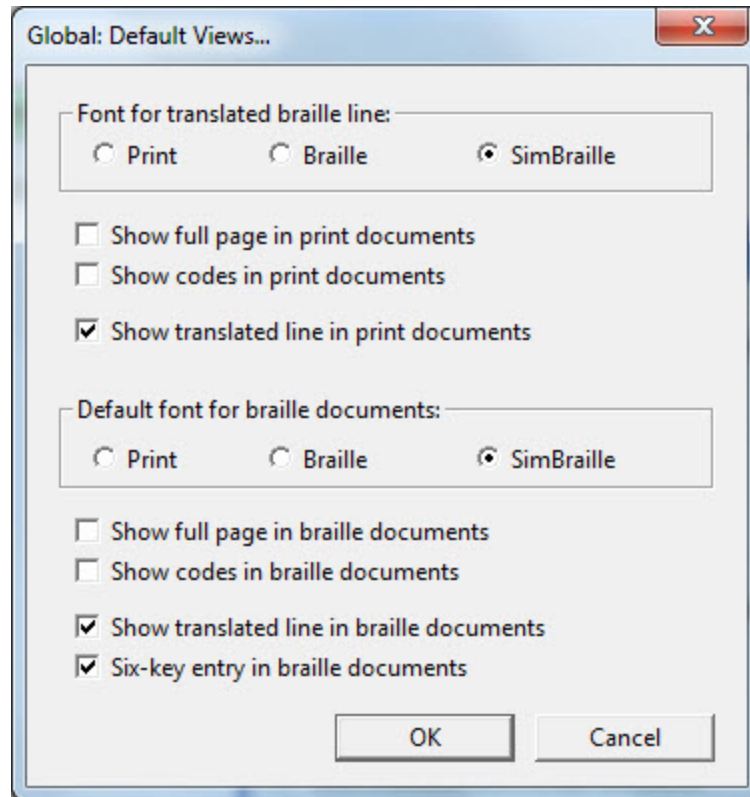 Global: Default Views...
Font for translated braille line:
Print Braille SimBraille
Show full page in print documents
Show codes in print documents
Show translated line in print documents
Default font for braille documents:
Print Braille SimBraille
Show full page in braille documents
Show codes in braille documents
Show translated line in braille documents
Six-key entry in braille documents
OK Cancel